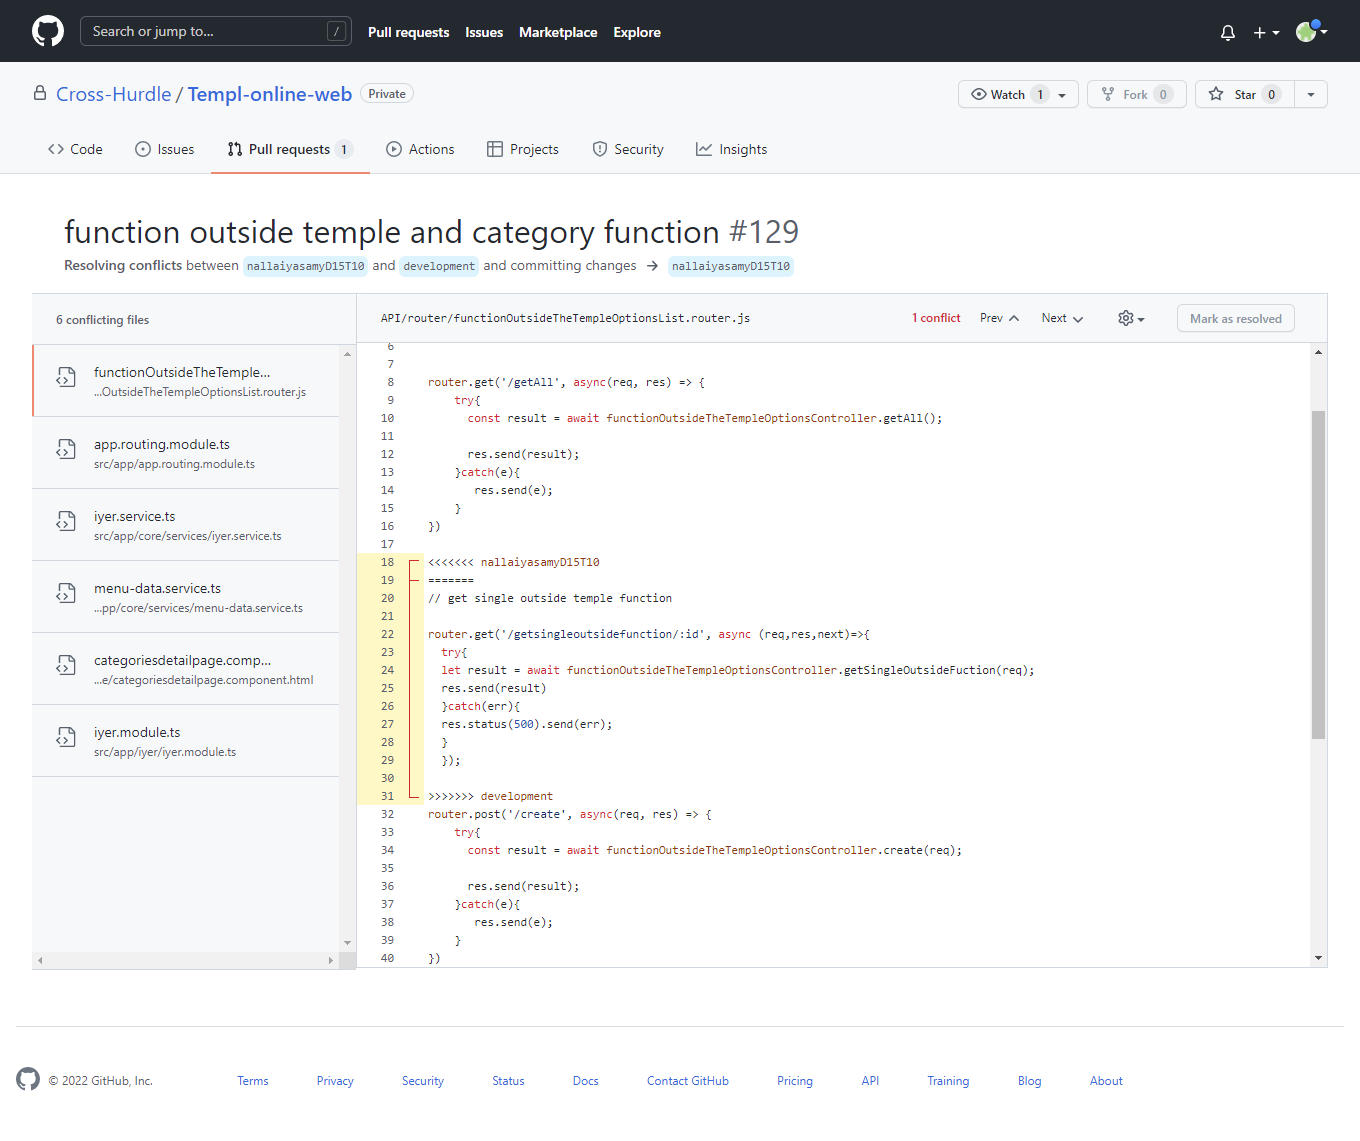 Search or jump to... /
Pull requests Issues Marketplace Explore
Cross-Hurdle / Templ-online-web Private
Watch 1 Fork 0 Star 0
Code Issues Pull requests 1 Actions Projects Security Insights
function outside temple and category function #129
Resolving conflicts between nallaiyasamyD15T10 and development and committing changes → nallaiyasamyD15T10
6 conflicting files
functionOutsideTheTemple...
...OutsideTheTempleOptionsList.router.js
app.routing.module.ts
src/app/app.routing.module.ts
iyer.service.ts
src/app/core/services/iyer.service.ts
menu-data.service.ts
...pp/core/services/menu-data.service.ts
categoriesdetailpage.comp...
...e/categoriesdetailpage.component.html
iyer.module.ts
src/app/iyer/iyer.module.ts
API/router/functionOutsideTheTempleOptionsList.router.js 1 conflict Prev Next Mark as resolved
6
7
8 router.get('/getAll', async(req, res) => {
9 try{
10 const result = await functionOutsideTheTempleOptionsController.getAll();
11
12 res.send(result);
13 }catch(e){
14 res.send(e);
15 }
16 })
17
18 <<<<<<< nallaiyasamyD15T10
19 =======
20 // get single outside temple function
21
22 router.get('/getsingleoutsidefunction/:id', async (req,res,next)=>{
23 try{
24 let result = await functionOutsideTheTempleOptionsController.getSingleOutsideFuction(req);
25 res.send(result)
26 }catch(err){
27 res.status(500).send(err);
28 }
29 });
30
31 >>>>>>> development
32 router.post('/create', async(req, res) => {
33 try{
34 const result = await functionOutsideTheTempleOptionsController.create(req);
35
36 res.send(result);
37 }catch(e){
38 res.send(e);
39 }
40 })
© 2022 GitHub, Inc. Terms Privacy Security Status Docs Contact GitHub Pricing API Training Blog About